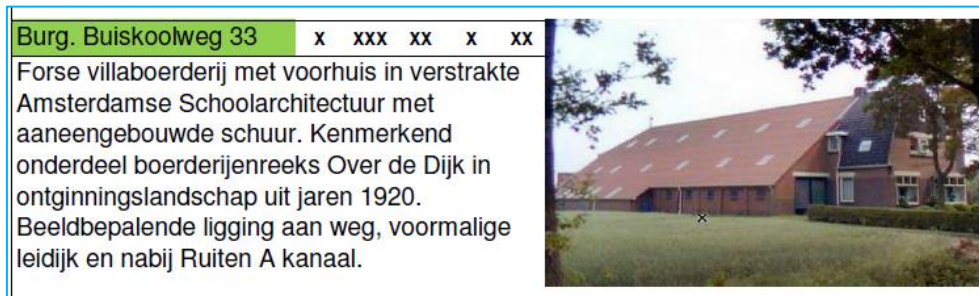 Burg. Buiskoolweg 33 x xxx xx x xx
Forse villaboerderij met voorhuis in verstrakte
Amsterdamse Schoolarchitectuur met
aaneengebouwde schuur. Kenmerkend
onderdeel boerderijenreeks Over de Dijk in
ontginningslandschap uit jaren 1920.
Beeldbepalende ligging aan weg, voormalige
leidijk en nabij Ruiten A kanaal.